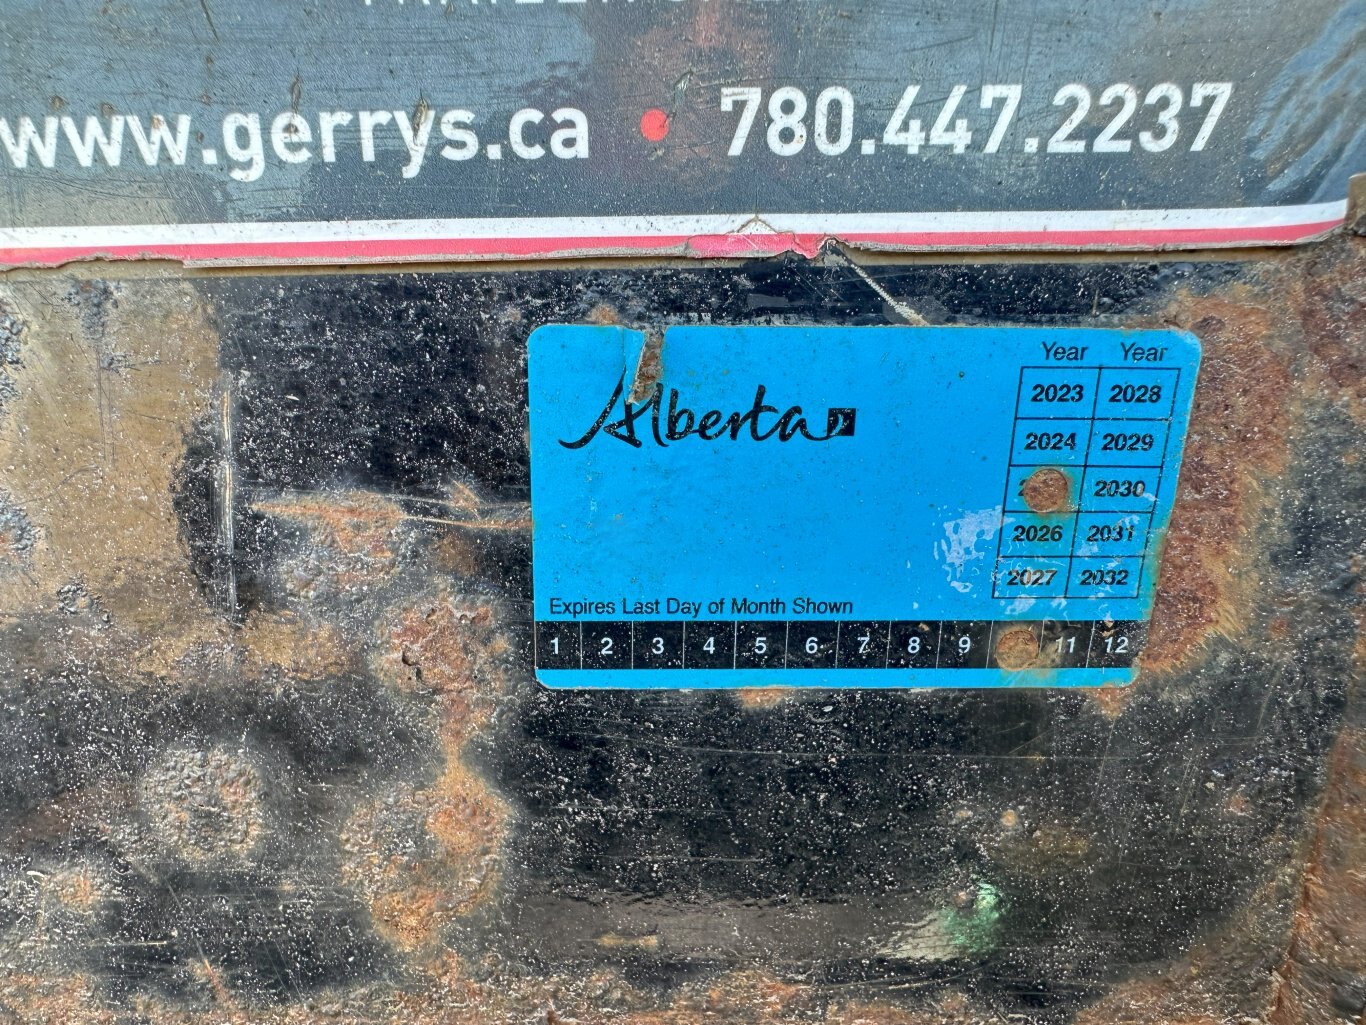 www.gerrys.ca • 780.447.2237
Alberta
Year Year
2023 2028
2024 2029
2030
2026 2031
2027 2032
Expires Last Day of Month Shown
1 2 3 4 5 6 7 8 9 11 12